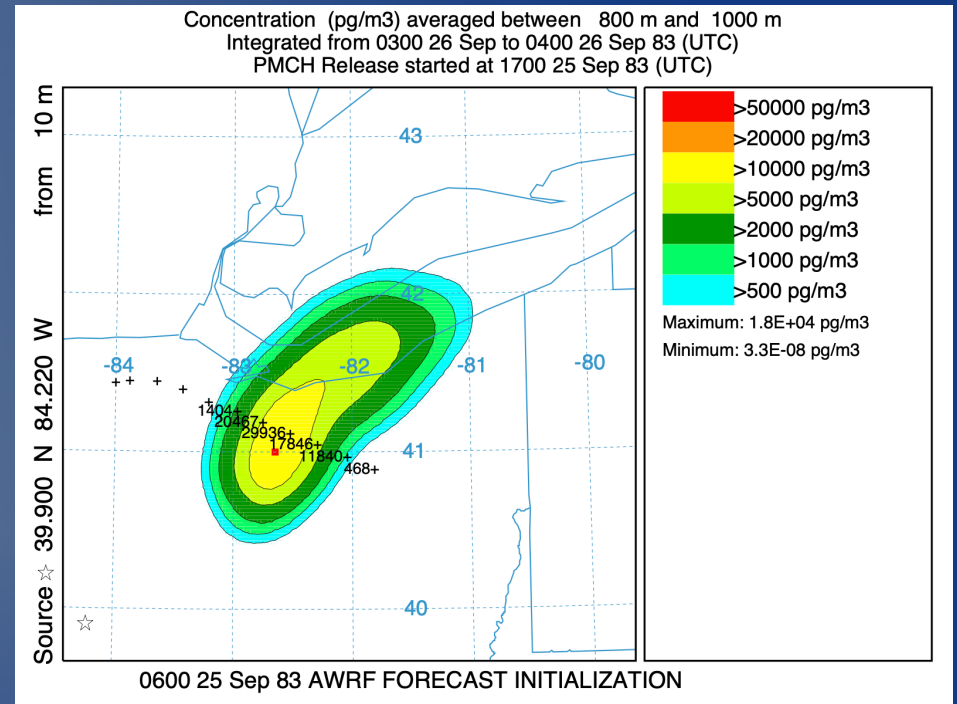 Concentration (pg/m3) averaged between 800 m and 1000 m
Integrated from 0300 26 Sep to 0400 26 Sep 83 (UTC)
PMCH Release started at 1700 25 Sep 83 (UTC)
Source ☆ 39.900 N 84.220 W from 10 m
43
42
-84
-83
-82
-81
-80
1404+
20467+
29936+
17846+
11840+
41
468+
40
>50000 pg/m3
>20000 pg/m3
>10000 pg/m3
>5000 pg/m3
>2000 pg/m3
>1000 pg/m3
>500 pg/m3
Maximum: 1.8E+04 pg/m3
Minimum: 3.3E-08 pg/m3
0600 25 Sep 83 AWRF FORECAST INITIALIZATION